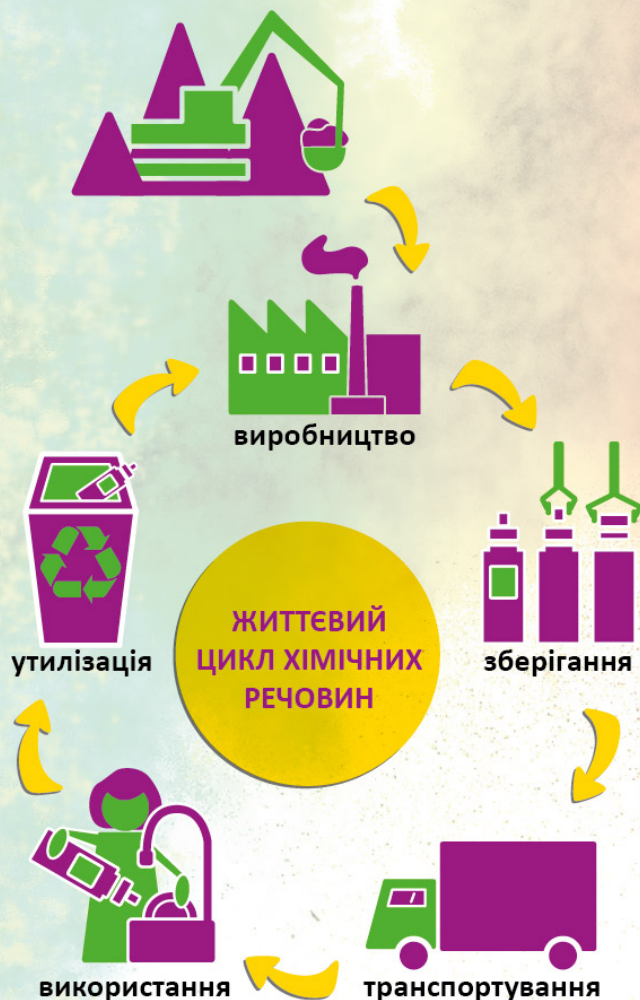 виробництво
ЖИТТЄВИЙ
ЦИКЛ ХІМІЧНИХ
РЕЧОВИН
утилізація
зберігання
використання
транспортування